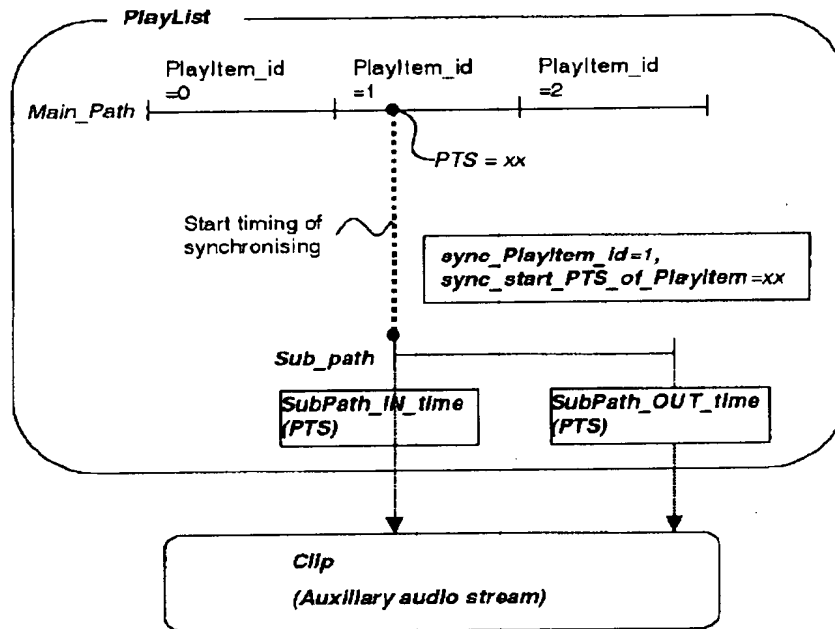 PlayList
PlayItem_id
=0
PlayItem_id
=1
PlayItem_id
=2
Main_Path
PTS = xx
Start timing of
synchronising
sync_PlayItem_id=1,
sync_start_PTS_of_PlayItem=xx
Sub_path
SubPath_IN_time
(PTS)
SubPath_OUT_time
(PTS)
Clip
(Auxillary audio stream)